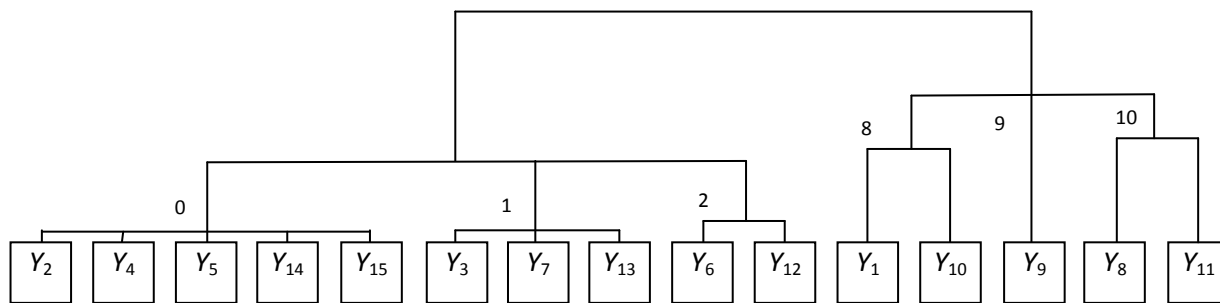 8 9 10
0 1 2
Y₂ Y₄ Y₅ Y₁₄ Y₁₅ Y₃ Y₇ Y₁₃ Y₆ Y₁₂ Y₁ Y₁₀ Y₉ Y₈ Y₁₁